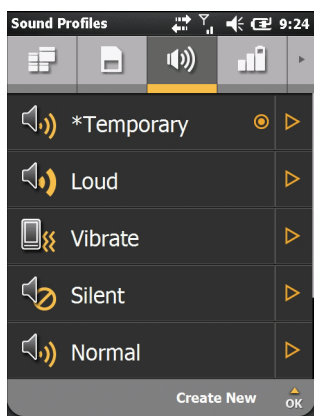 Sound Profiles 9:24
*Temporary
Loud
Vibrate
Silent
Normal
Create New OK